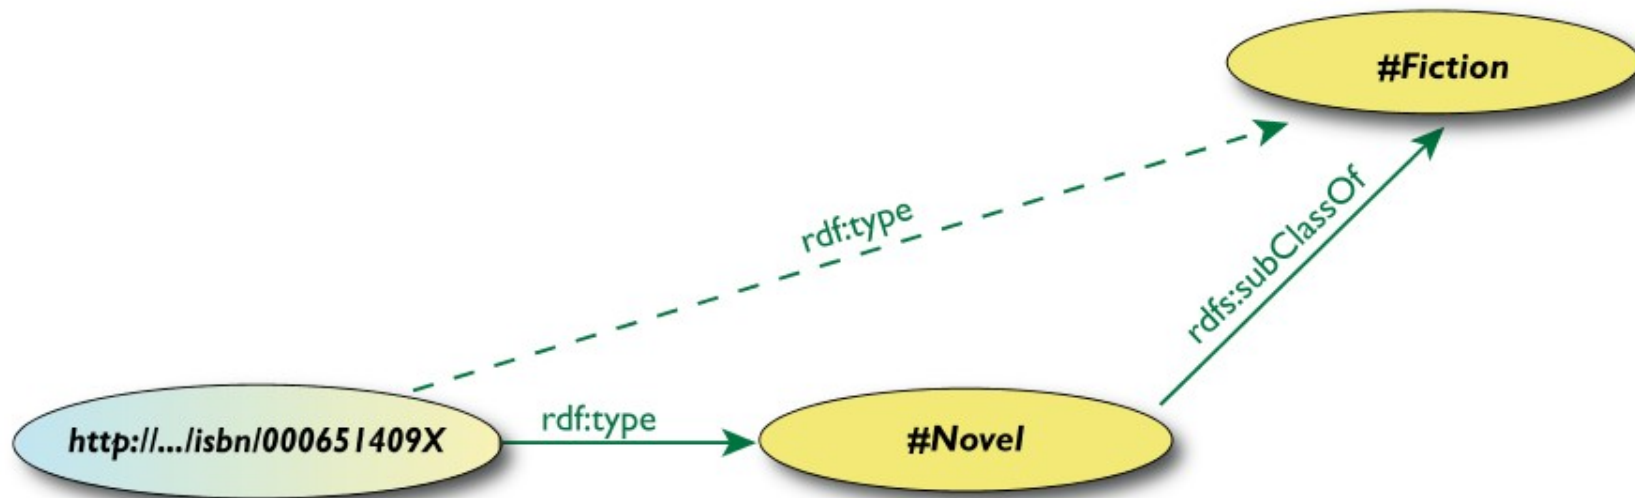 #Fiction
rdf:type
rdfs:subClassOf
http://.../isbn/000651409X
rdf:type
#Novel